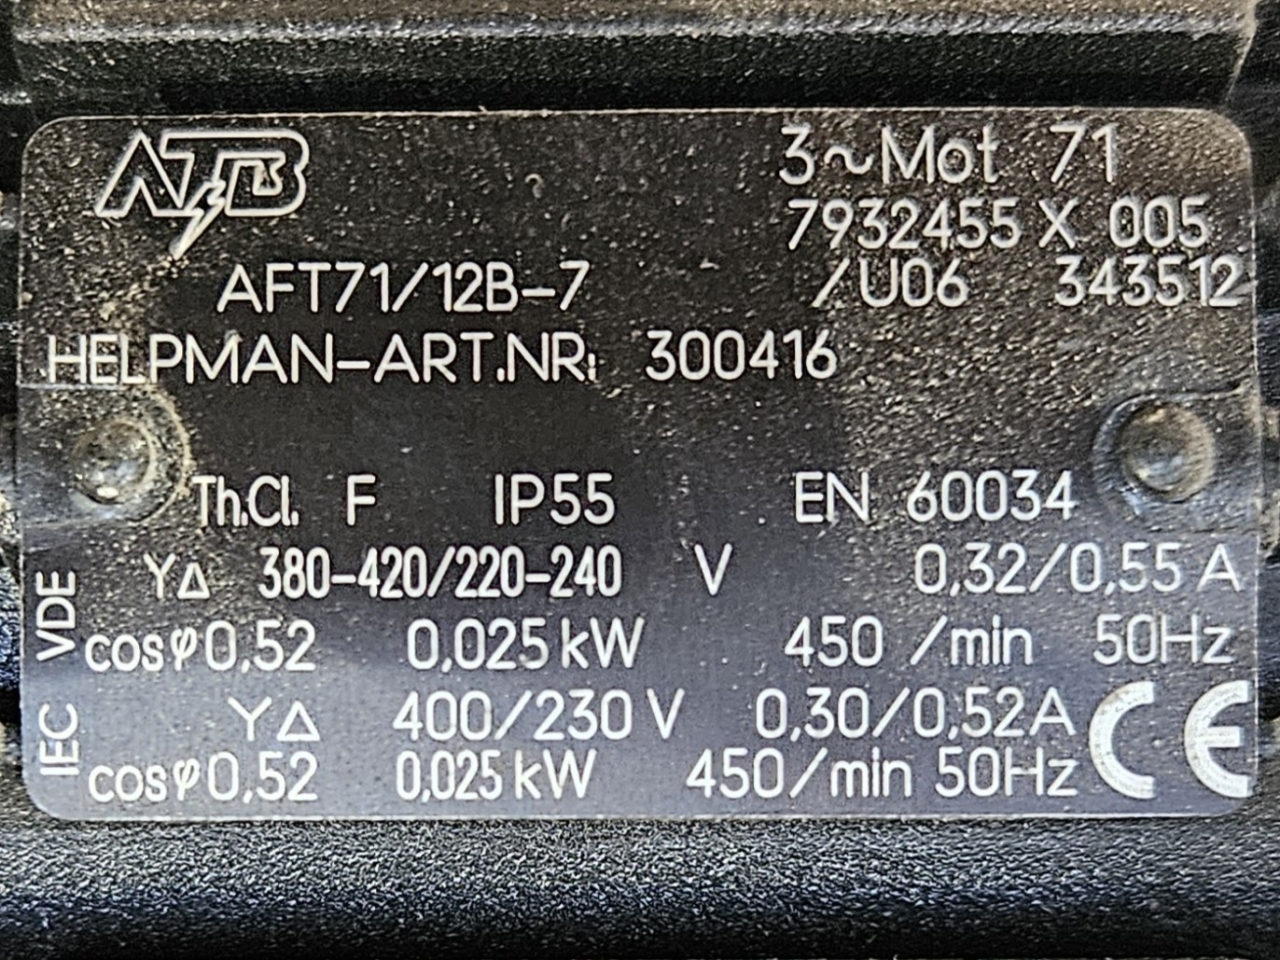 ATB
3~Mot 71
7932455 X 005
AFT71/12B-7 /U06 343512
HELPMAN-ART.NR: 300416
Th.Cl. F IP55 EN 60034
VDE Y△ 380-420/220-240 V 0,32/0,55 A
cosφ0,52 0,025 kW 450 /min 50Hz
IEC Y△ 400/230 V 0,30/0,52A
cosφ0,52 0,025 kW 450/min 50Hz CE